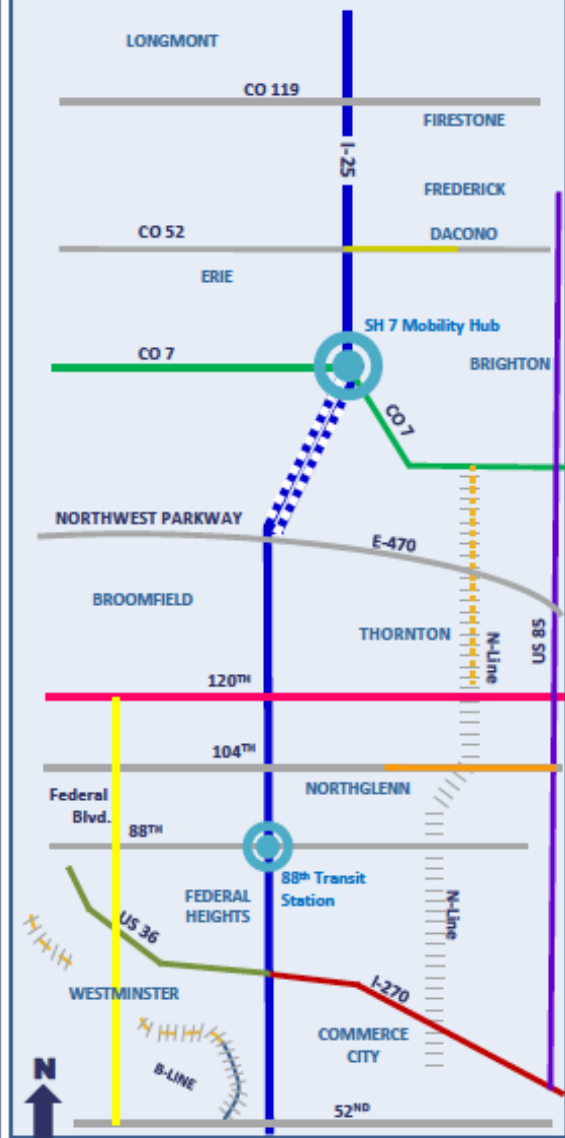 LONGMONT
CO 119
FIRESTONE
I-25
FREDERICK
CO 52
DACONO
ERIE
SH 7 Mobility Hub
CO 7
BRIGHTON
CO 7
NORTHWEST PARKWAY
E-470
BROOMFIELD
THORNTON
N-Line
US 85
120TH
104TH
Federal
Blvd.
NORTHGLENN
88TH
88th Transit
Station
FEDERAL
HEIGHTS
N-Line
US 36
WESTMINSTER
I-270
COMMERCE
CITY
B-LINE
N
52ND